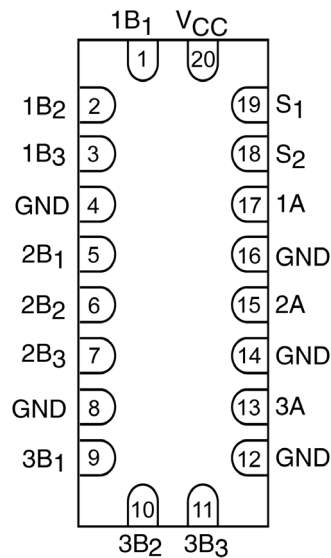 1B1 VCC
1 20
1B2 2 19 S1
1B3 3 18 S2
GND 4 17 1A
2B1 5 16 GND
2B2 6 15 2A
2B3 7 14 GND
GND 8 13 3A
3B1 9 12 GND
10 11
3B2 3B3